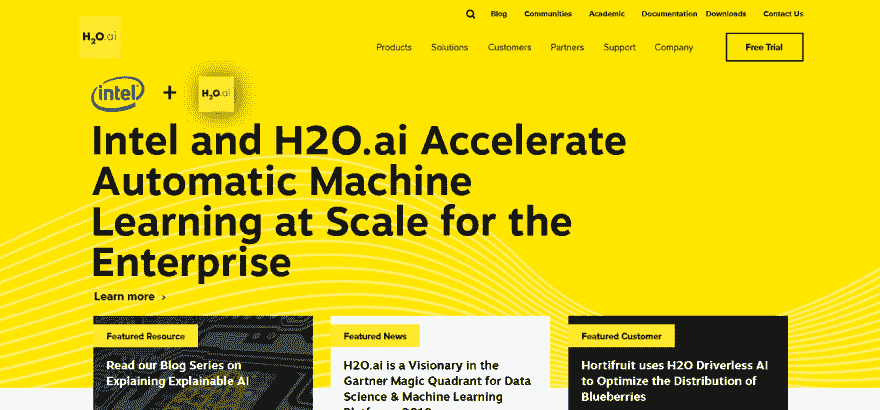 Blog Communities Academic Documentation Downloads Contact Us
H2O.ai
Products Solutions Customers Partners Support Company Free Trial
intel + H2O.ai
Intel and H2O.ai Accelerate
Automatic Machine
Learning at Scale for the
Enterprise
Learn more ›
Featured Resource
Read our Blog Series on
Explaining Explainable AI
Featured News
H2O.ai is a Visionary in the
Gartner Magic Quadrant for Data
Science & Machine Learning
Featured Customer
Hortifruit uses H2O Driverless AI
to Optimize the Distribution of
Blueberries